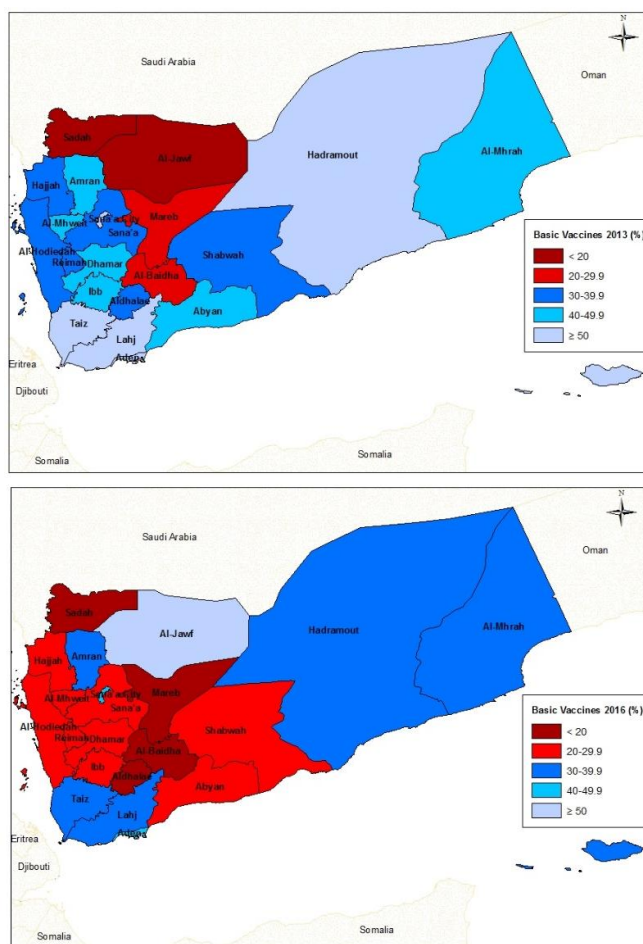 N
Saudi Arabia
Oman
Sadah
Al-Jawf
Hadramout
Al-Mhrah
Hajjah
Amran
Mareb
Al-Mhweit
Sana'a
Al-Hodiedah
Reimah
Dhamar
Shabwah
Al-Baidha
Ibb
Aldhalae
Abyan
Taiz
Lahj
Basic Vaccines 2013 (%)
< 20
20-29.9
30-39.9
40-49.9
≥ 50
Eritrea
Djibouti
Somalia
Somalia
N
Saudi Arabia
Oman
Sadah
Al-Jawf
Hadramout
Al-Mhrah
Hajjah
Amran
Mareb
Al-Mhweit
Sana'a
Al-Hodiedah
Reimah
Dhamar
Shabwah
Al-Baidha
Ibb
Aldhalae
Abyan
Taiz
Lahj
Basic Vaccines 2016 (%)
< 20
20-29.9
30-39.9
40-49.9
≥ 50
Eritrea
Djibouti
Somalia
Somalia